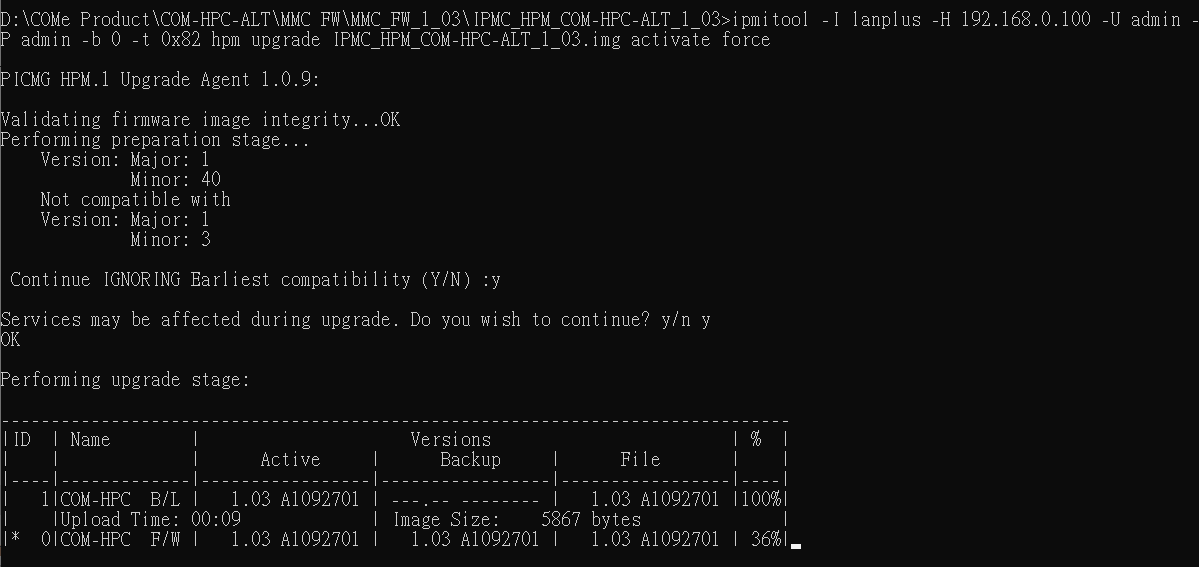 D:\COMe Product\COM-HPC-ALT\MMC FW\MMC_FW_1_03\IPMC_HPM_COM-HPC-ALT_1_03>ipmitool -I lanplus -H 192.168.0.100 -U admin -
P admin -b 0 -t 0x82 hpm upgrade IPMC_HPM_COM-HPC-ALT_1_03.img activate force
PICMG HPM.1 Upgrade Agent 1.0.9:
Validating firmware image integrity...OK
Performing preparation stage...
    Version: Major: 1
             Minor: 40
    Not compatible with
    Version: Major: 1
             Minor: 3
 Continue IGNORING Earliest compatibility (Y/N) :y
Services may be affected during upgrade. Do you wish to continue? y/n y
OK
Performing upgrade stage:
-------------------------------------------------------------------------------
|ID  | Name        |                     Versions                        | %  |
|    |             |      Active     |      Backup     |      File       |    |
|----|-------------|-----------------|-----------------|-----------------|----|
|   1|COM-HPC  B/L |   1.03 A1092701 | ---.-- -------- |   1.03 A1092701 |100%|
|    |Upload Time: 00:09             | Image Size:    5867 bytes              |
|*  0|COM-HPC  F/W |   1.03 A1092701 |   1.03 A1092701 |   1.03 A1092701 | 36%|